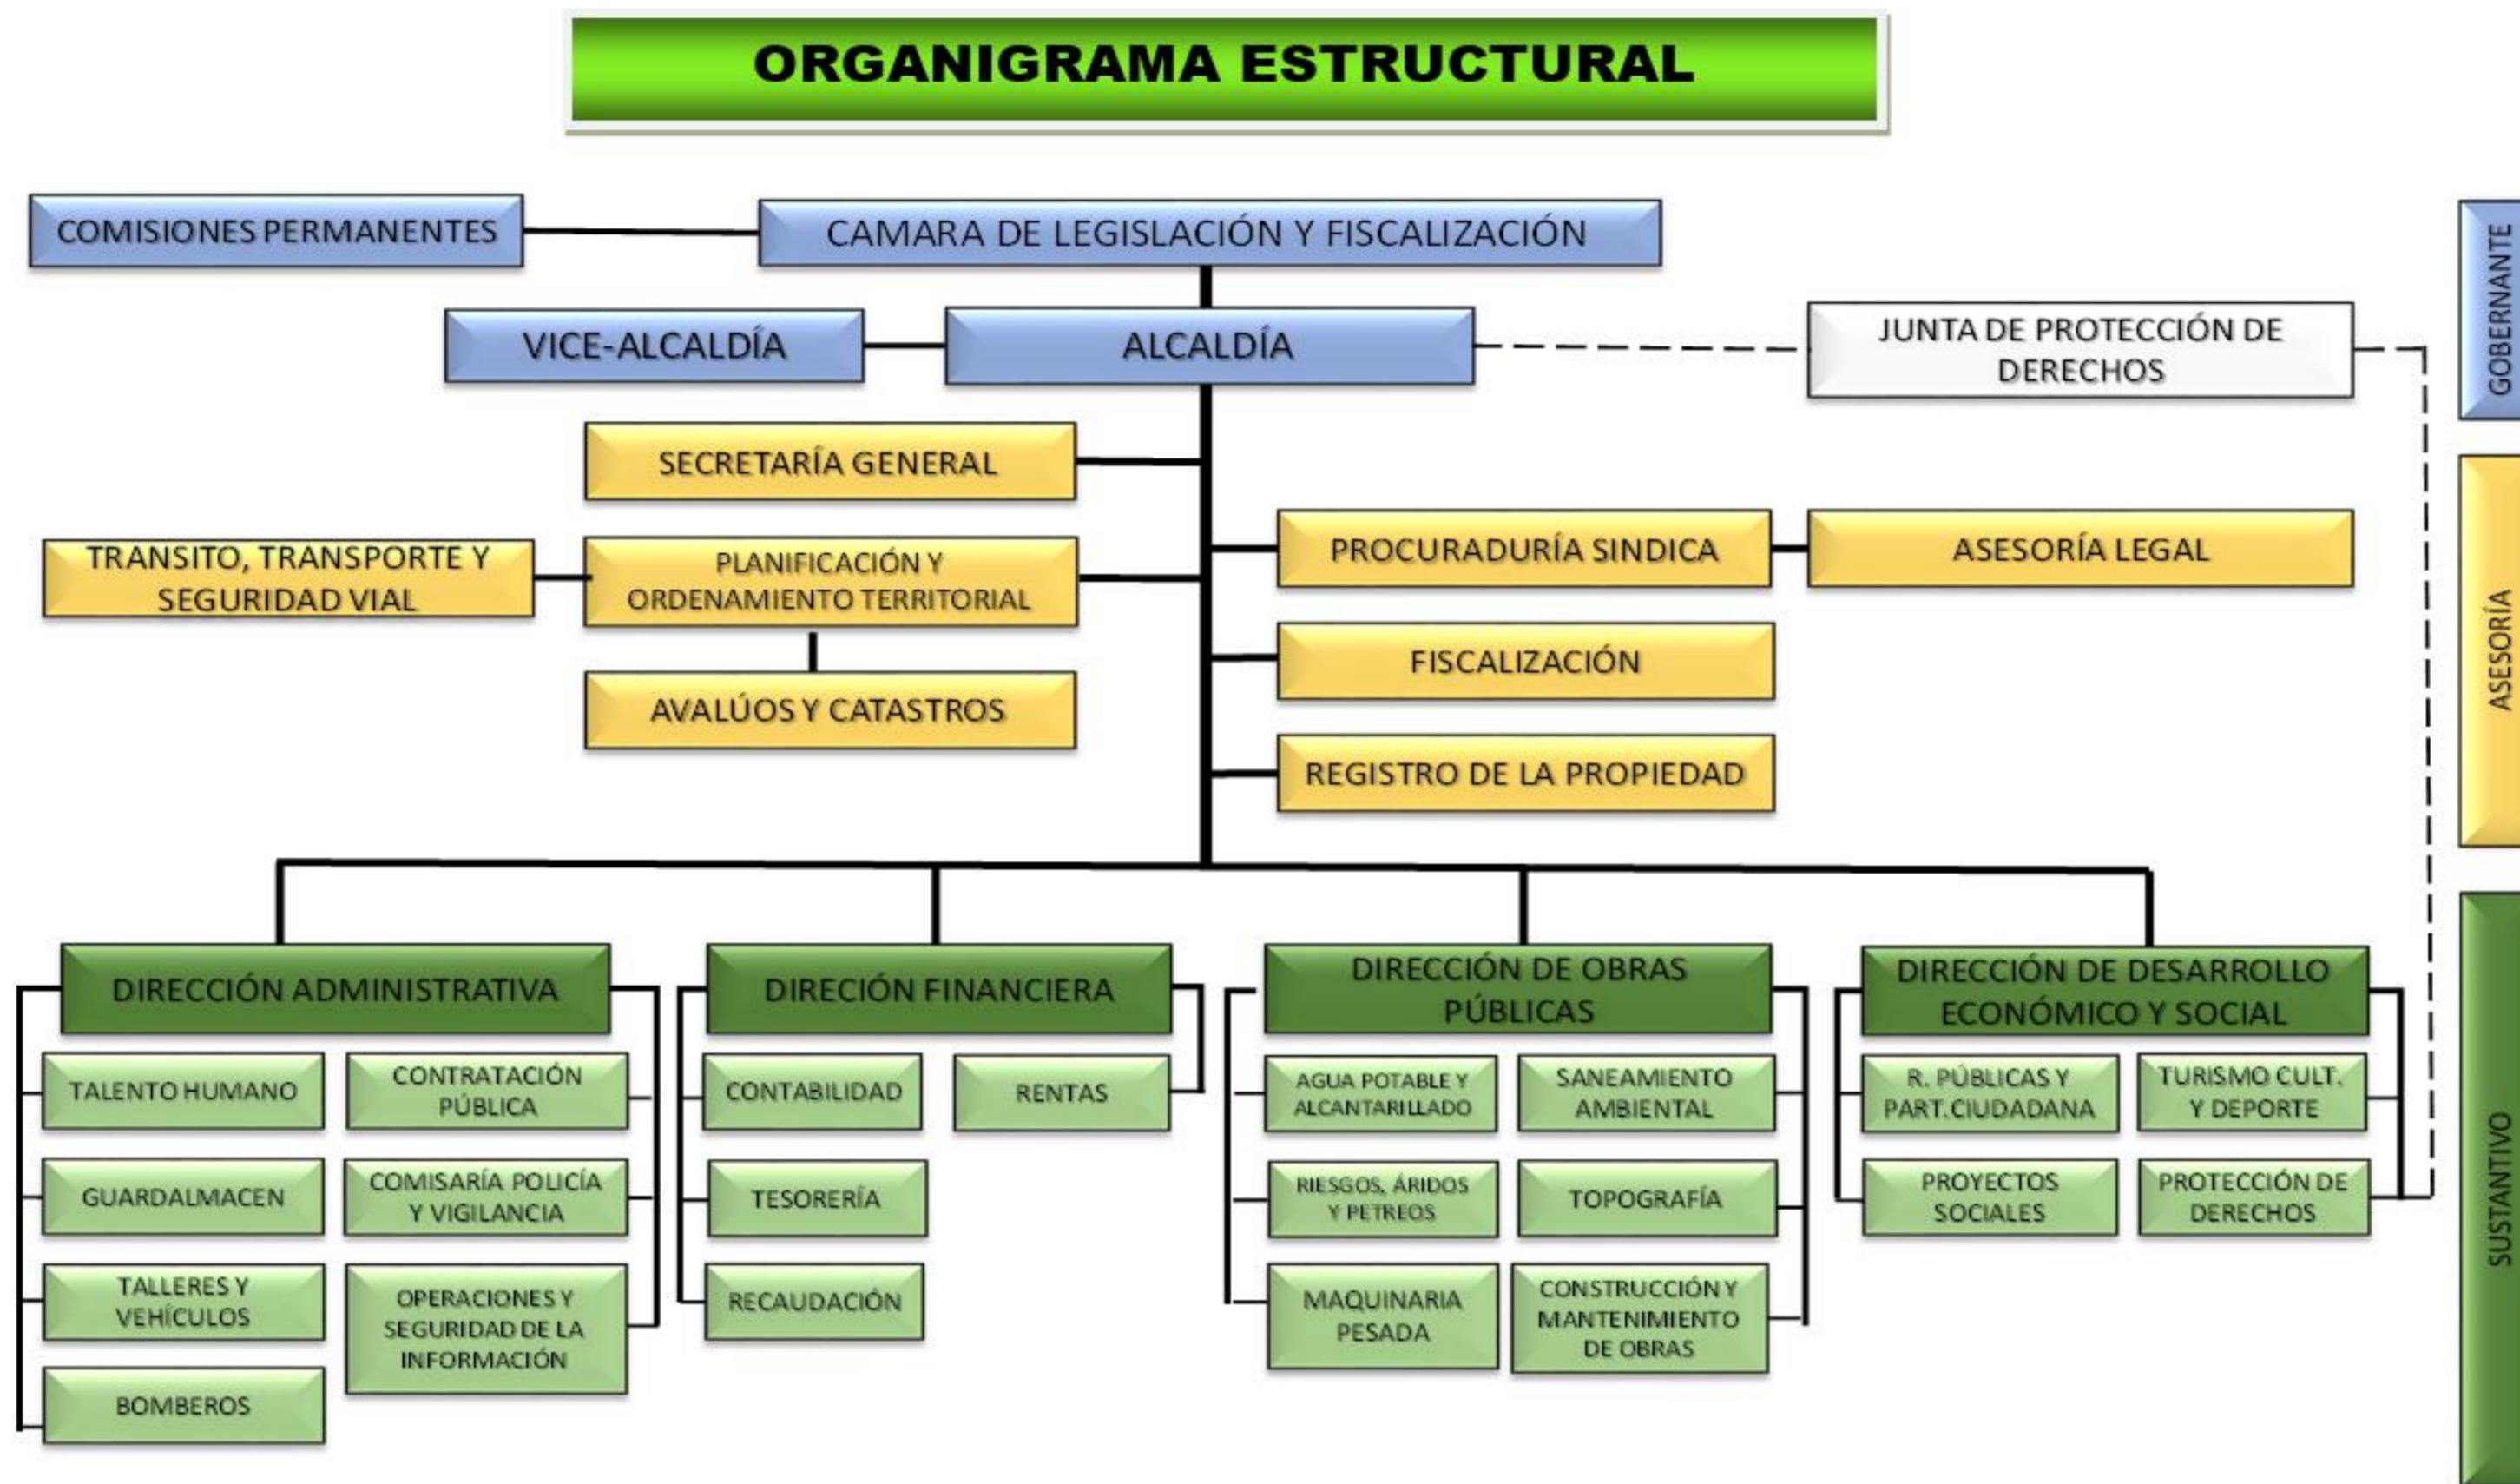 ORGANIGRAMA ESTRUCTURAL
COMISIONES PERMANENTES
CAMARA DE LEGISLACIÓN Y FISCALIZACIÓN
VICE-ALCALDÍA
ALCALDÍA
JUNTA DE PROTECCIÓN DE
DERECHOS
GOBERNANTE
SECRETARÍA GENERAL
TRANSITO, TRANSPORTE Y
SEGURIDAD VIAL
PLANIFICACIÓN Y
ORDENAMIENTO TERRITORIAL
PROCURADURÍA SINDICA
ASESORÍA LEGAL
AVALÚOS Y CATASTROS
FISCALIZACIÓN
REGISTRO DE LA PROPIEDAD
ASESORÍA
DIRECCIÓN ADMINISTRATIVA
TALENTO HUMANO
CONTRATACIÓN
PÚBLICA
GUARDALMACEN
COMISARÍA POLICÍA
Y VIGILANCIA
TALLERES Y
VEHÍCULOS
OPERACIONES Y
SEGURIDAD DE LA
INFORMACIÓN
BOMBEROS
DIRECIÓN FINANCIERA
CONTABILIDAD
RENTAS
TESORERÍA
RECAUDACIÓN
DIRECCIÓN DE OBRAS
PÚBLICAS
AGUA POTABLE Y
ALCANTARILLADO
SANEAMIENTO
AMBIENTAL
RIESGOS, ÁRIDOS
Y PETREOS
TOPOGRAFÍA
MAQUINARIA
PESADA
CONSTRUCCIÓN Y
MANTENIMIENTO
DE OBRAS
DIRECCIÓN DE DESARROLLO
ECONÓMICO Y SOCIAL
R. PÚBLICAS Y
PART.CIUDADANA
TURISMO CULT.
Y DEPORTE
PROYECTOS
SOCIALES
PROTECCIÓN DE
DERECHOS
SUSTANTIVO